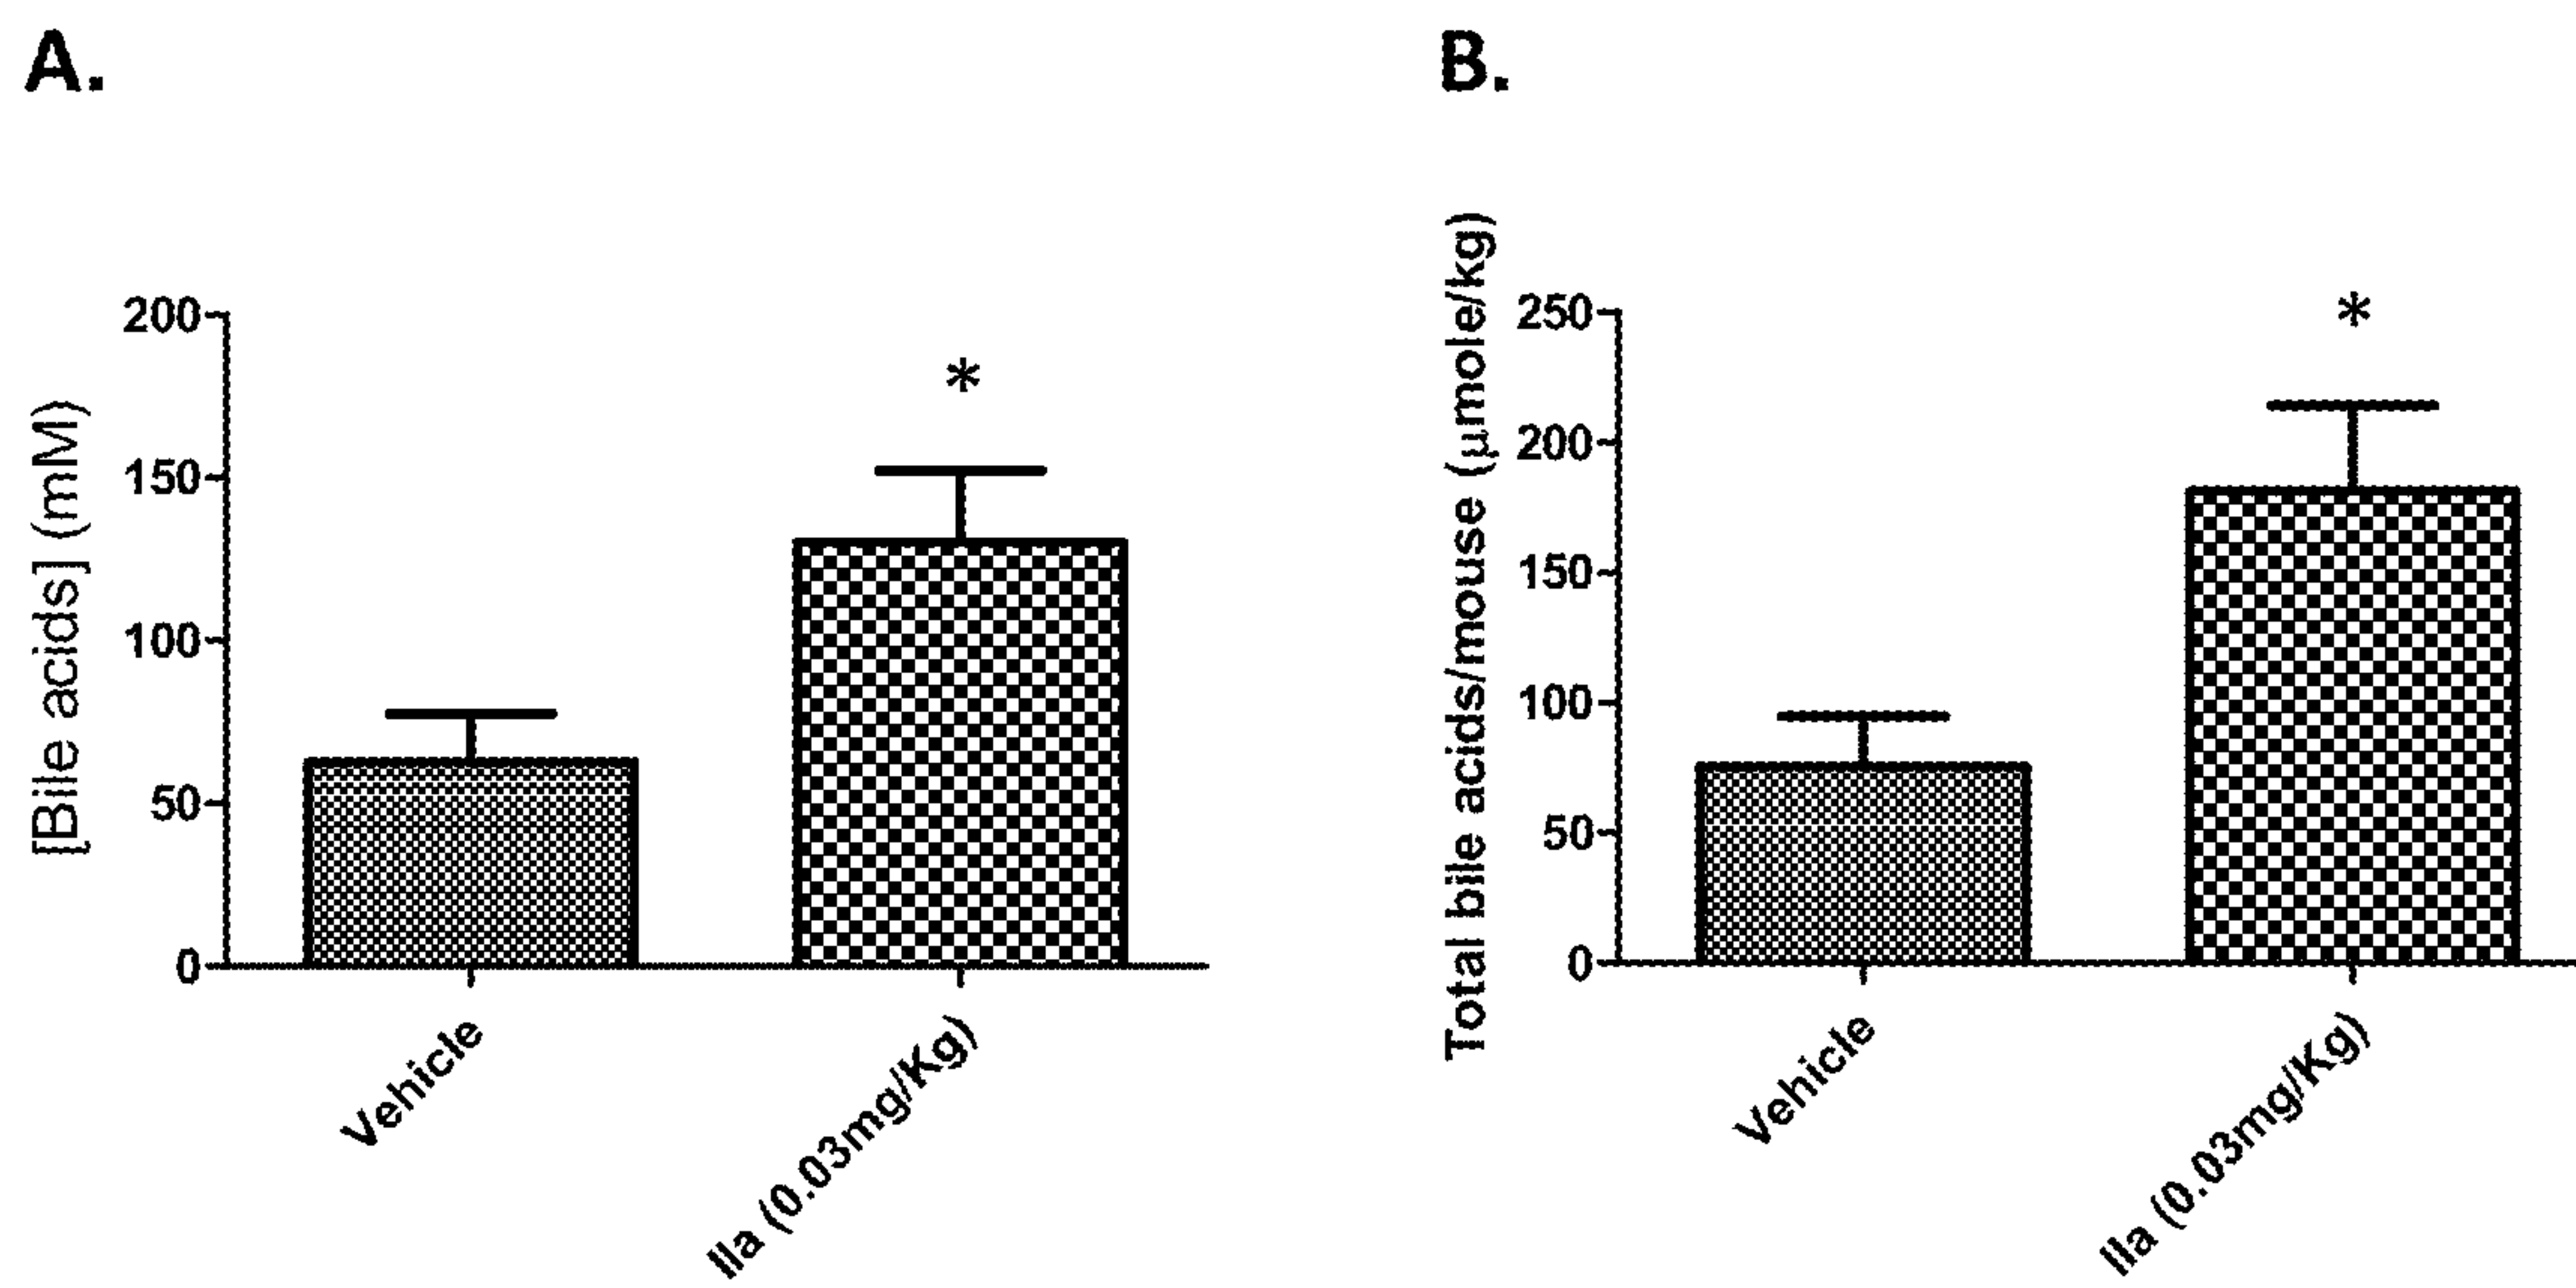 A.
[Bile acids] (mM)
200
150
100
50
0
*
Vehicle
IIa (0.03mg/Kg)
B.
Total bile acids/mouse (µmole/kg)
250
200
150
100
50
0
*
Vehicle
IIa (0.03mg/Kg)